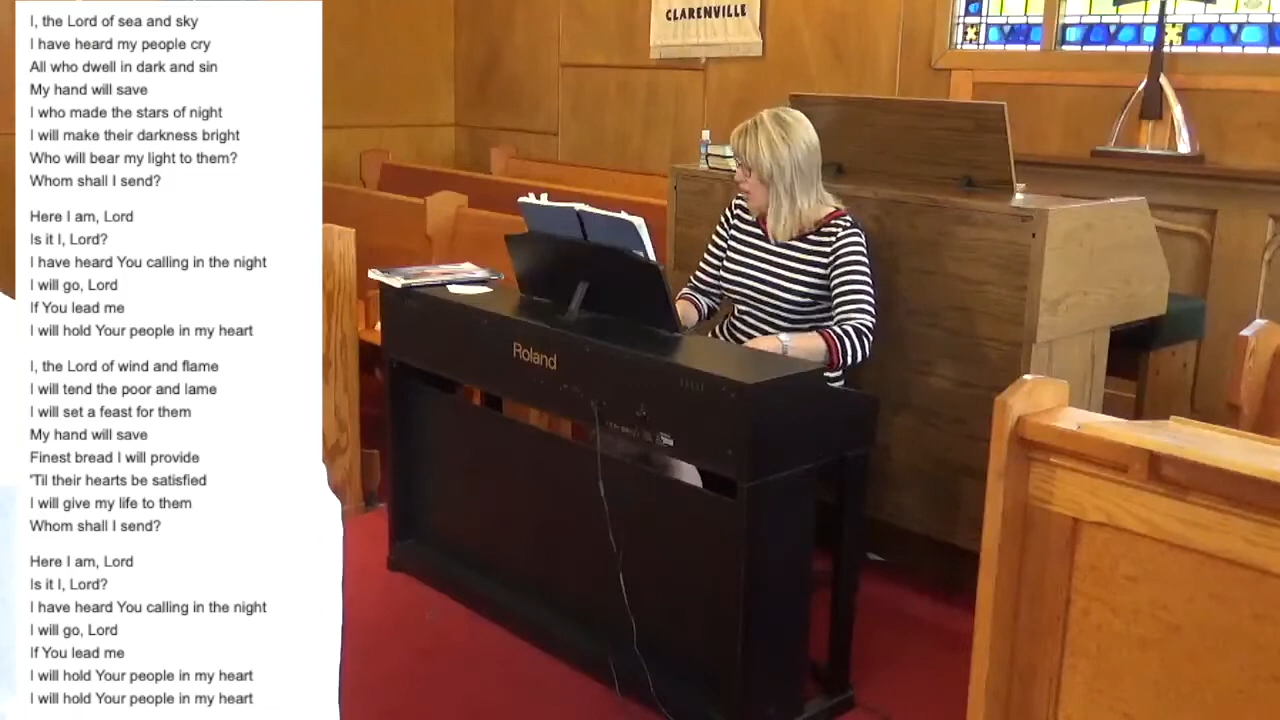 I, the Lord of sea and sky
I have heard my people cry
All who dwell in dark and sin
My hand will save
I who made the stars of night
I will make their darkness bright
Who will bear my light to them?
Whom shall I send?
Here I am, Lord
Is it I, Lord?
I have heard You calling in the night
I will go, Lord
If You lead me
I will hold Your people in my heart
I, the Lord of wind and flame
I will tend the poor and lame
I will set a feast for them
My hand will save
Finest bread I will provide
'Til their hearts be satisfied
I will give my life to them
Whom shall I send?
Here I am, Lord
Is it I, Lord?
I have heard You calling in the night
I will go, Lord
If You lead me
I will hold Your people in my heart
I will hold Your people in my heart
CLARENVILLE
Roland